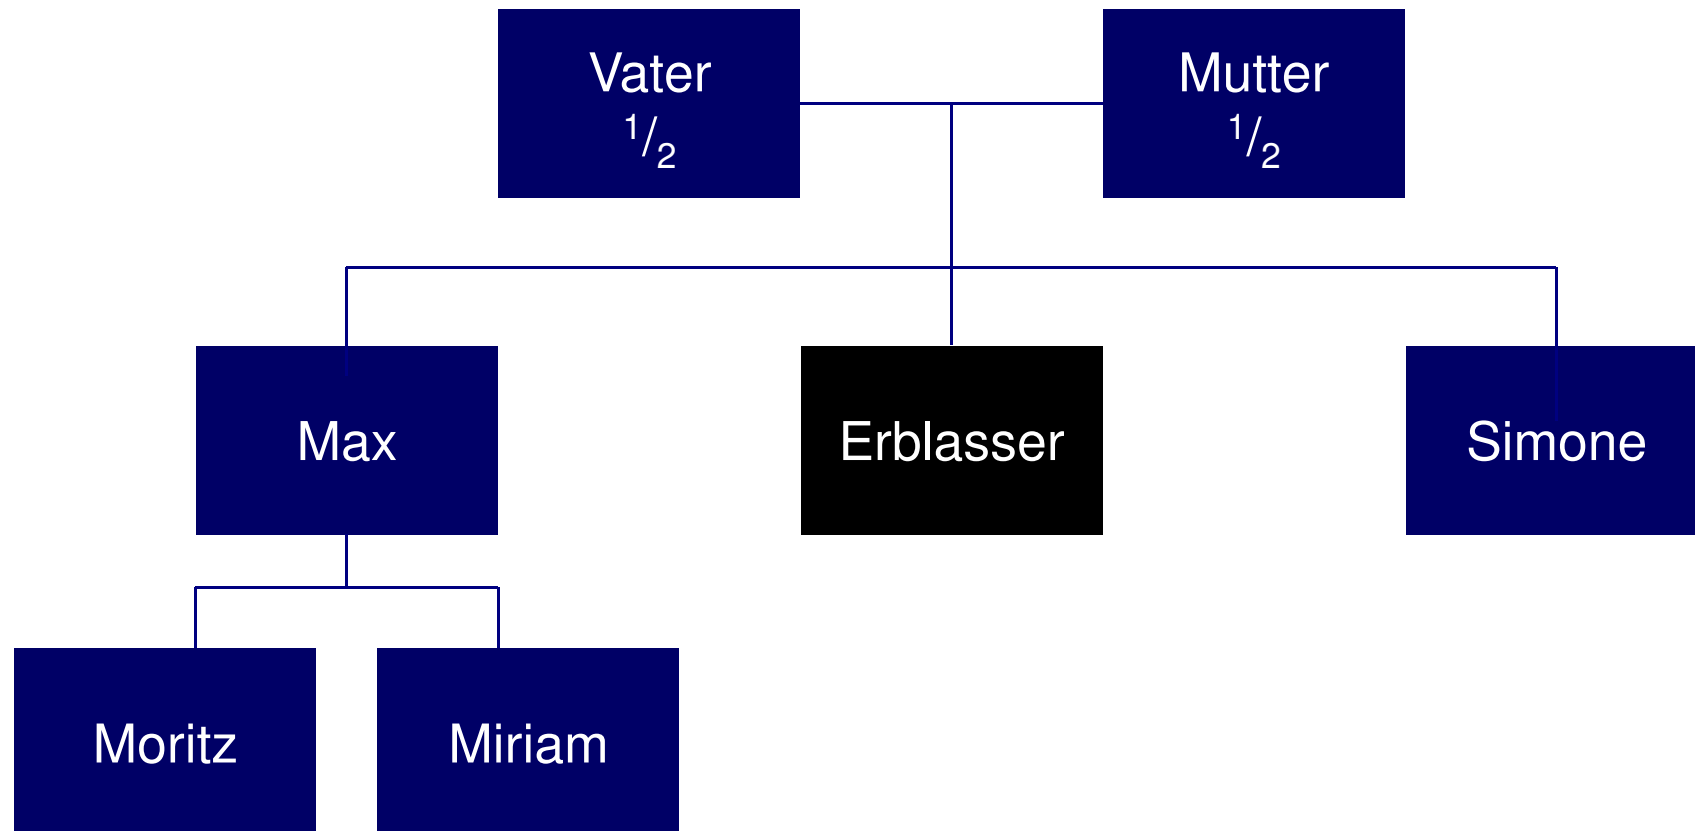 Vater
1/2
Mutter
1/2
Max
Erblasser
Simone
Moritz
Miriam